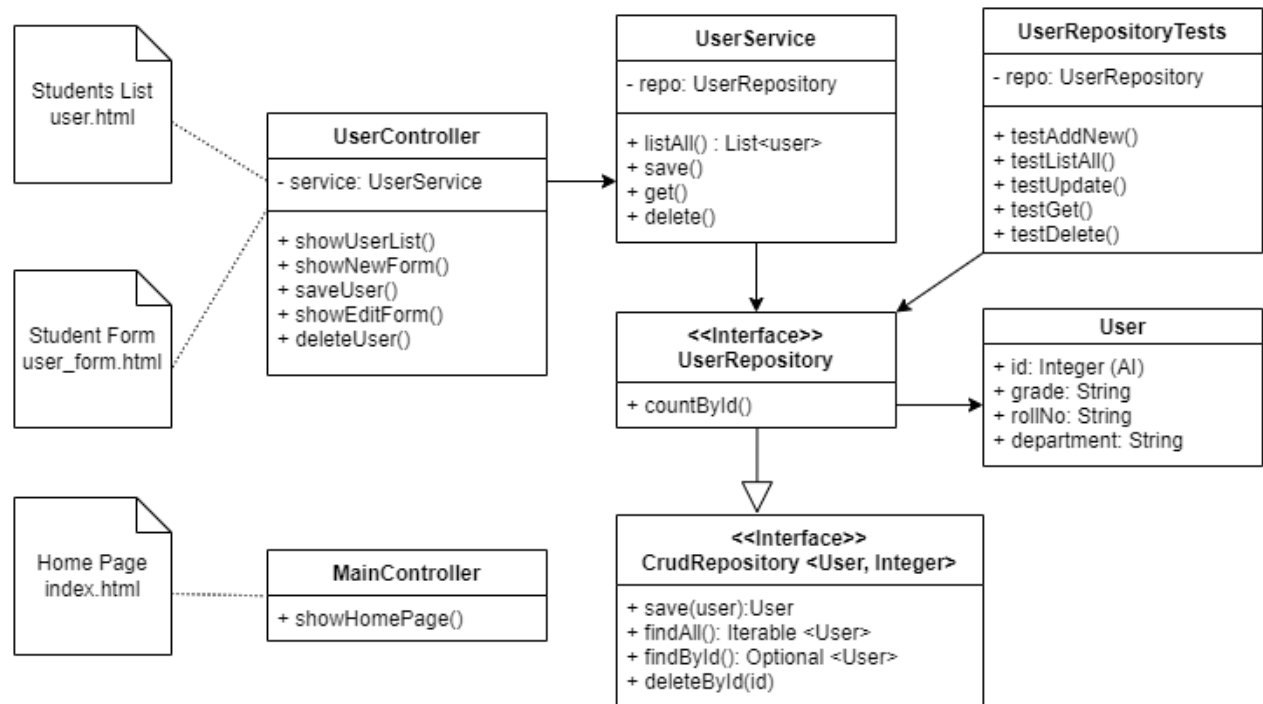 Students List
user.html
Student Form
user_form.html
Home Page
index.html
UserController
- service: UserService
+ showUserList()
+ showNewForm()
+ saveUser()
+ showEditForm()
+ deleteUser()
MainController
+ showHomePage()
UserService
- repo: UserRepository
+ listAll() : List<user>
+ save()
+ get()
+ delete()
<<Interface>>
UserRepository
+ countById()
<<Interface>>
CrudRepository <User, Integer>
+ save(user):User
+ findAll(): Iterable <User>
+ findById(): Optional <User>
+ deleteById(id)
UserRepositoryTests
- repo: UserRepository
+ testAddNew()
+ testListAll()
+ testUpdate()
+ testGet()
+ testDelete()
User
+ id: Integer (AI)
+ grade: String
+ rollNo: String
+ department: String